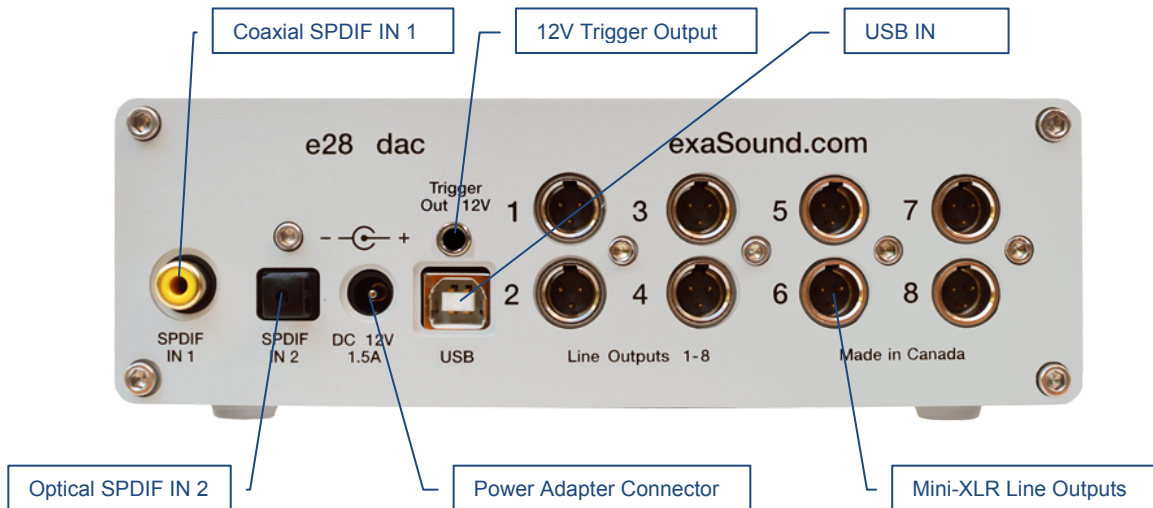 Coaxial SPDIF IN 1
12V Trigger Output
USB IN
e28 dac
exaSound.com
Trigger
Out 12V
- +
1
3
5
7
2
4
6
8
SPDIF
IN 1
SPDIF
IN 2
DC 12V
1.5A
USB
Line Outputs 1-8
Made in Canada
Optical SPDIF IN 2
Power Adapter Connector
Mini-XLR Line Outputs